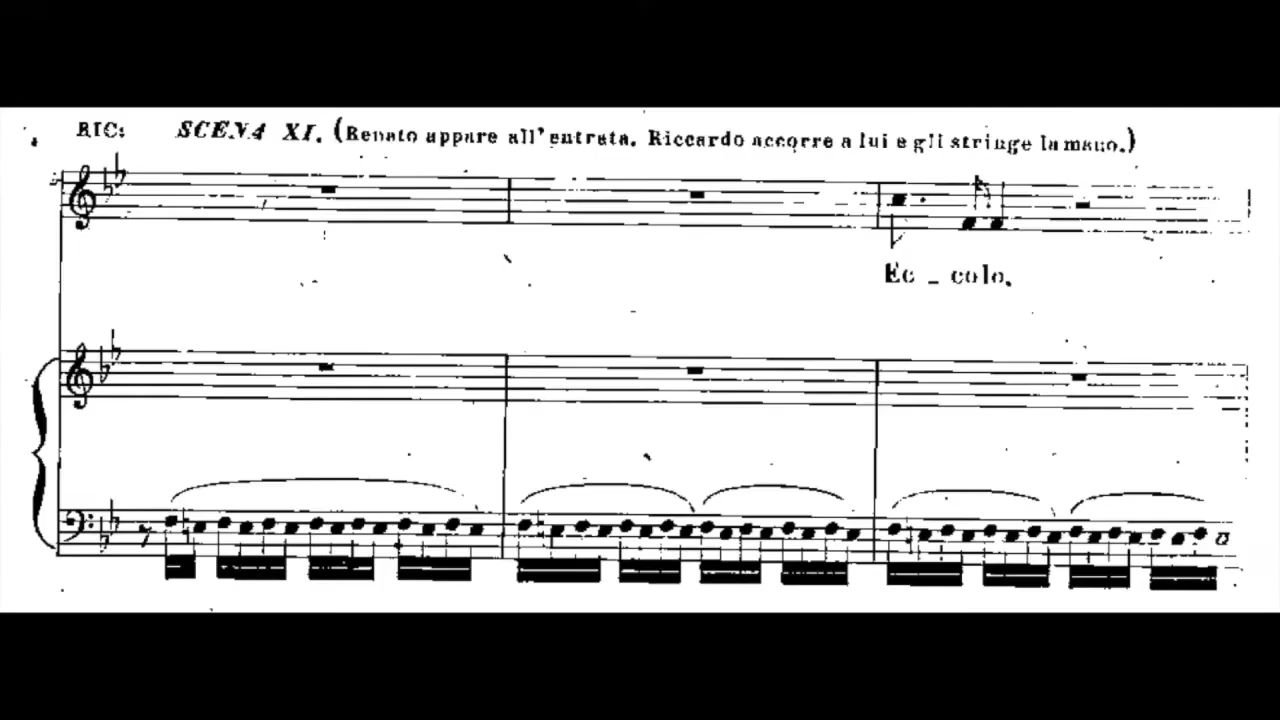 RIC: SCENA XI. (Renato appare all' entrata. Riccardo accorre a lui e gli stringe la mano.)
Ec - colo.